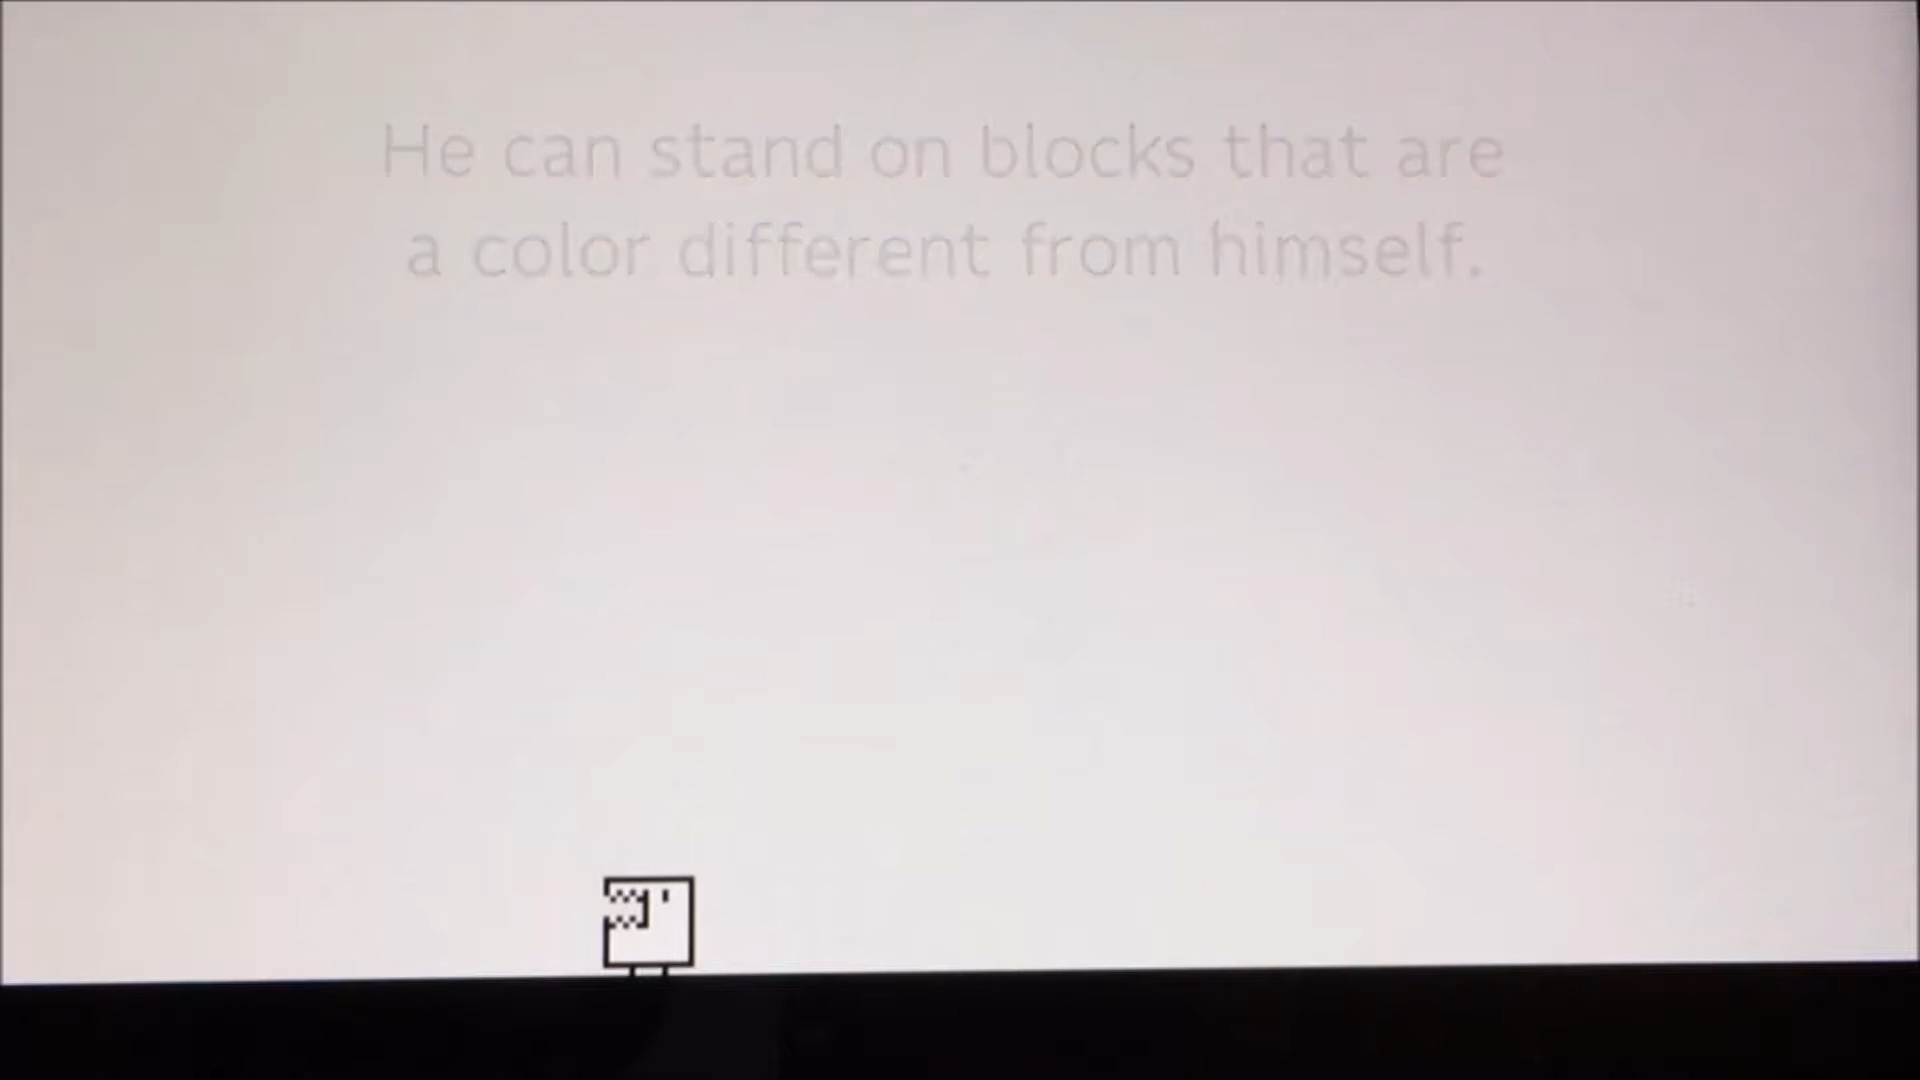 He can stand on blocks that are
a color different from himself.